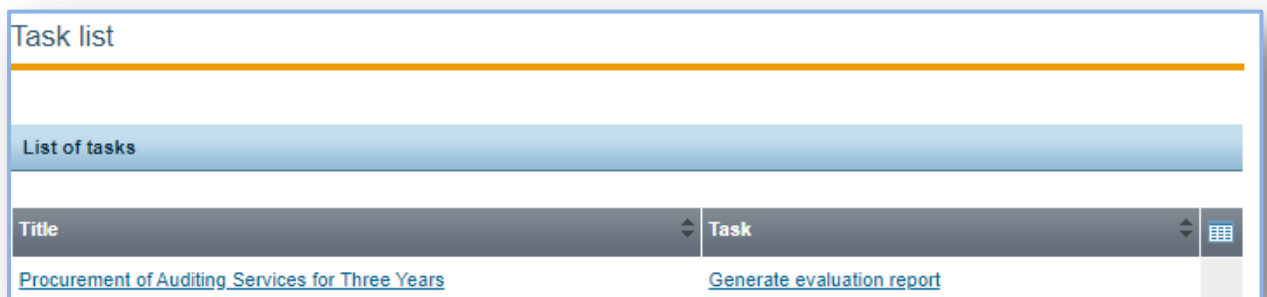 Task list
List of tasks
Title Task
Procurement of Auditing Services for Three Years Generate evaluation report